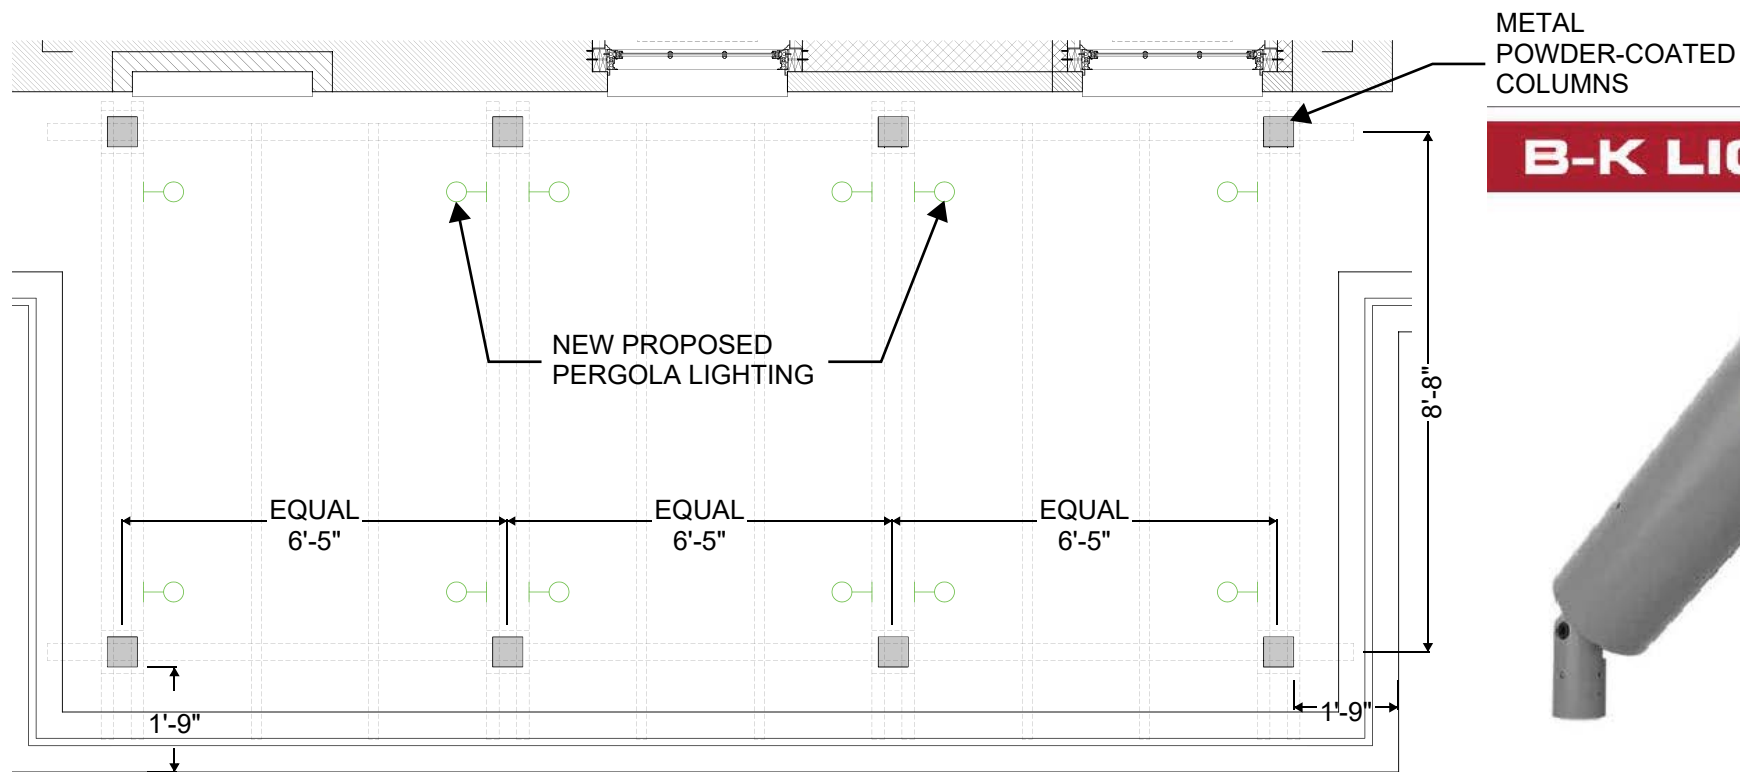 METAL
POWDER-COATED
COLUMNS
B-K
NEW PROPOSED
PERGOLA LIGHTING
8'-8"
EQUAL
6'-5"
EQUAL
6'-5"
EQUAL
6'-5"
1'-9"
1'-9"